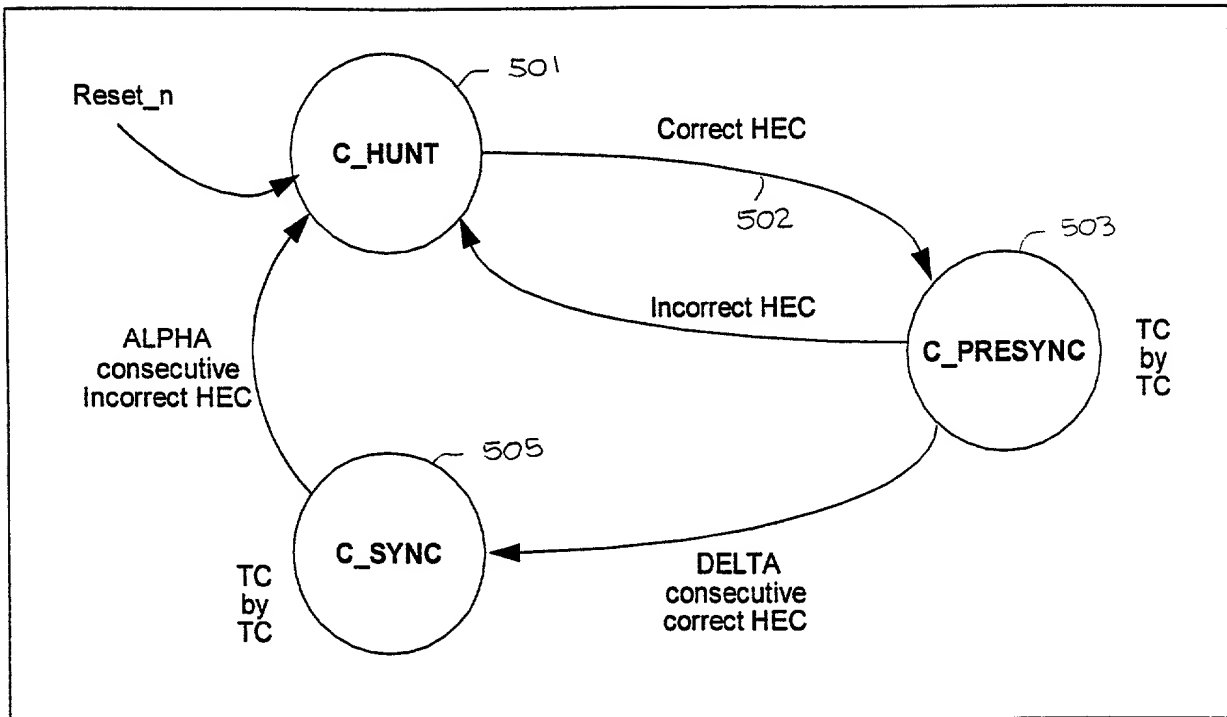 501
Reset_n
Correct HEC
C_HUNT
502
503
Incorrect HEC
ALPHA
consecutive
Incorrect HEC
C_PRESYNC
TC
by
TC
505
C_SYNC
TC
by
TC
DELTA
consecutive
correct HEC